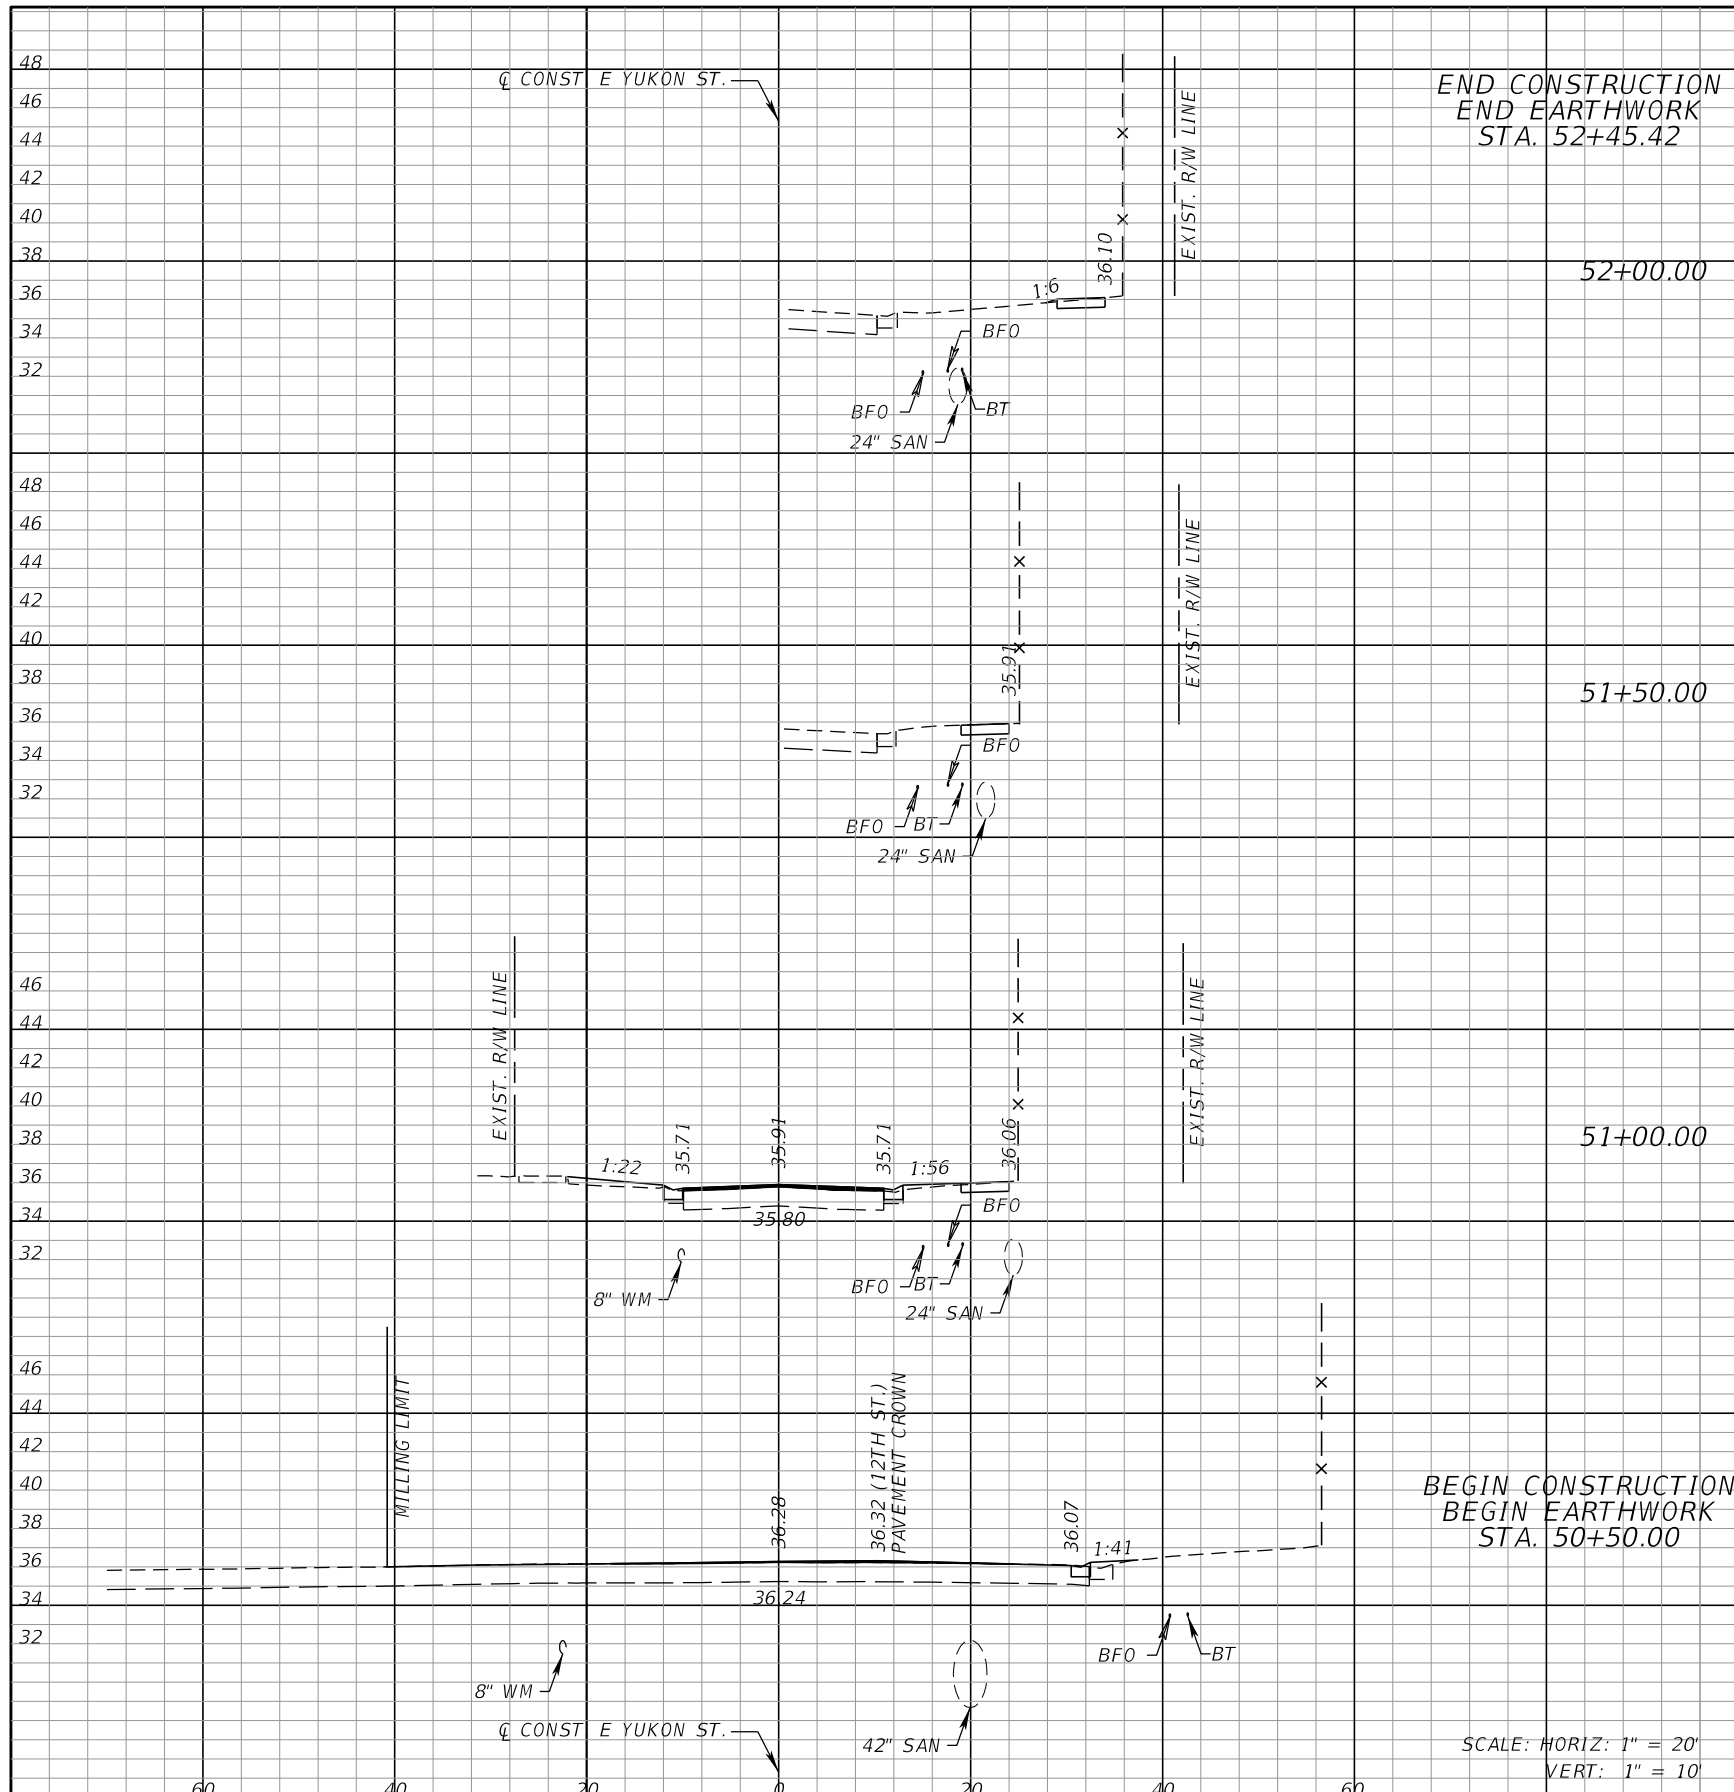 48
46
44
42
40
38
36
34
32
℄ CONST E YUKON ST.
END CONSTRUCTION
END EARTHWORK
STA. 52+45.42
EXIST. R/W LINE
36.10
1:6
52+00.00
BFO
BFO
BT
24" SAN
48
46
44
42
40
38
36
34
32
EXIST. R/W LINE
35.91
51+50.00
BFO
BFO
BT
24" SAN
46
44
42
40
38
36
34
32
EXIST. R/W LINE
1:22
35.71
35.91
35.71
1:56
36.06
EXIST. R/W LINE
51+00.00
35.80
BFO
8" WM
BFO
BT
24" SAN
46
44
42
40
38
36
34
32
MILLING LIMIT
36.28
36.32 (12TH ST.)
PAVEMENT CROWN
36.07
1:41
BEGIN CONSTRUCTION
BEGIN EARTHWORK
STA. 50+50.00
36.24
BFO
BT
8" WM
42" SAN
℄ CONST E YUKON ST.
SCALE: HORIZ: 1" = 20'
VERT: 1" = 10'
60 40 20 0 20 40 60